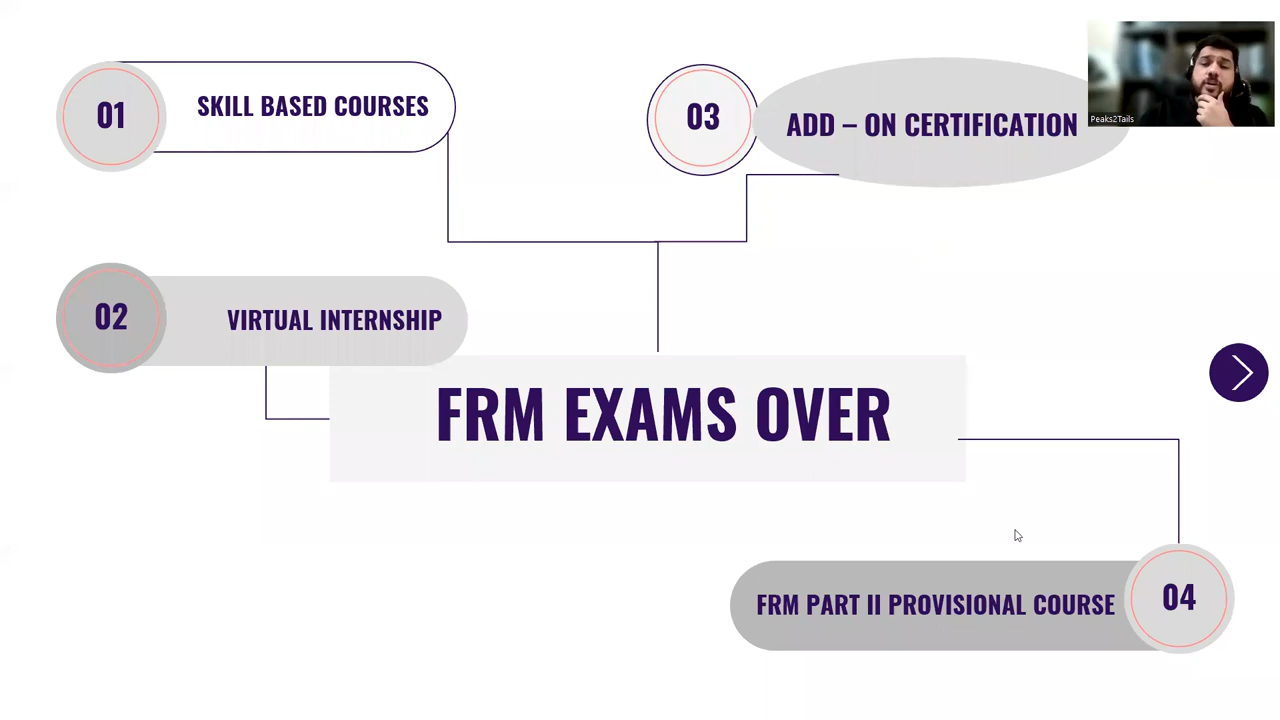 01
SKILL BASED COURSES
03
ADD – ON CERTIFICATION
Peaks2Tails
02
VIRTUAL INTERNSHIP
FRM EXAMS OVER
FRM PART II PROVISIONAL COURSE
04